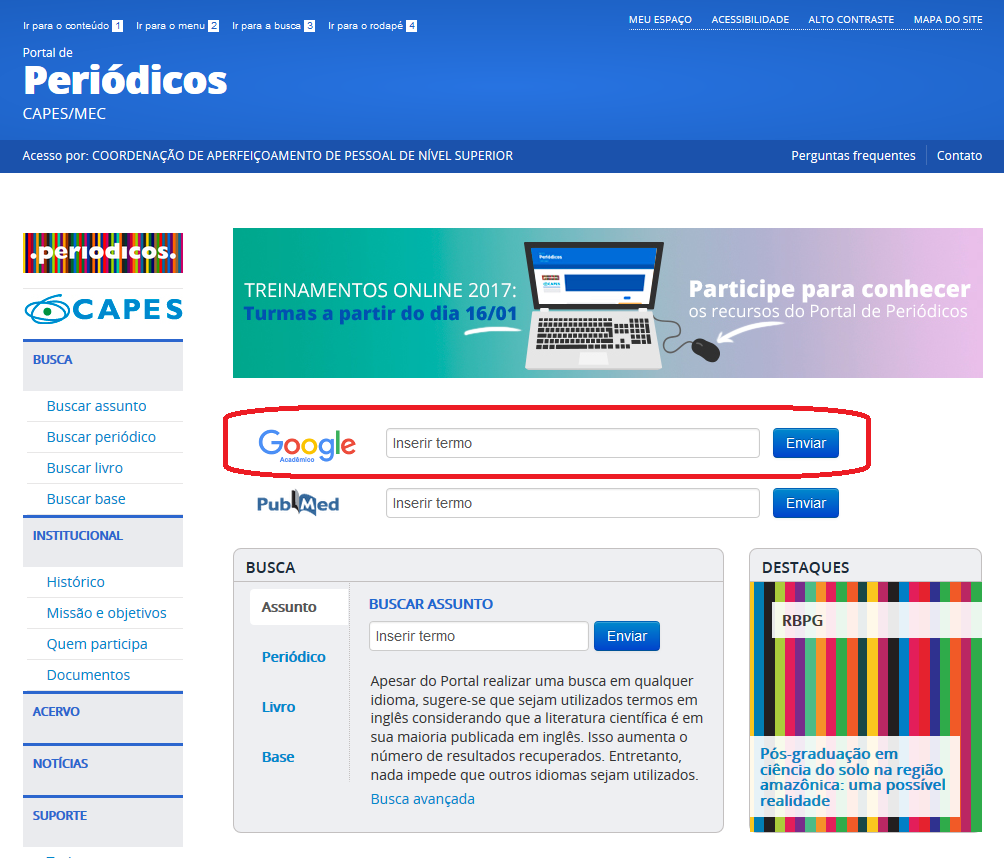 Ir para o conteúdo 1 Ir para o menu 2 Ir para a busca 3 Ir para o rodapé 4
MEU ESPAÇO ACESSIBILIDADE ALTO CONTRASTE MAPA DO SITE
Portal de
Periódicos
CAPES/MEC
Acesso por: COORDENAÇÃO DE APERFEIÇOAMENTO DE PESSOAL DE NÍVEL SUPERIOR
Perguntas frequentes Contato
.periodicos.
CAPES
BUSCA
Buscar assunto
Buscar periódico
Buscar livro
Buscar base
INSTITUCIONAL
Histórico
Missão e objetivos
Quem participa
Documentos
ACERVO
NOTÍCIAS
SUPORTE
TREINAMENTOS ONLINE 2017:
Turmas a partir do dia 16/01
Periódicos
Participe para conhecer
os recursos do Portal de Periódicos
Google
Acadêmico
Inserir termo
Enviar
PubMed
Inserir termo
Enviar
BUSCA
Assunto
Periódico
Livro
Base
BUSCAR ASSUNTO
Inserir termo
Enviar
Apesar do Portal realizar uma busca em qualquer
idioma, sugere-se que sejam utilizados termos em
inglês considerando que a literatura científica é em
sua maioria publicada em inglês. Isso aumenta o
número de resultados recuperados. Entretanto,
nada impede que outros idiomas sejam utilizados.
Busca avançada
DESTAQUES
RBPG
Pós-graduação em
ciência do solo na região
amazônica: uma possível
realidade